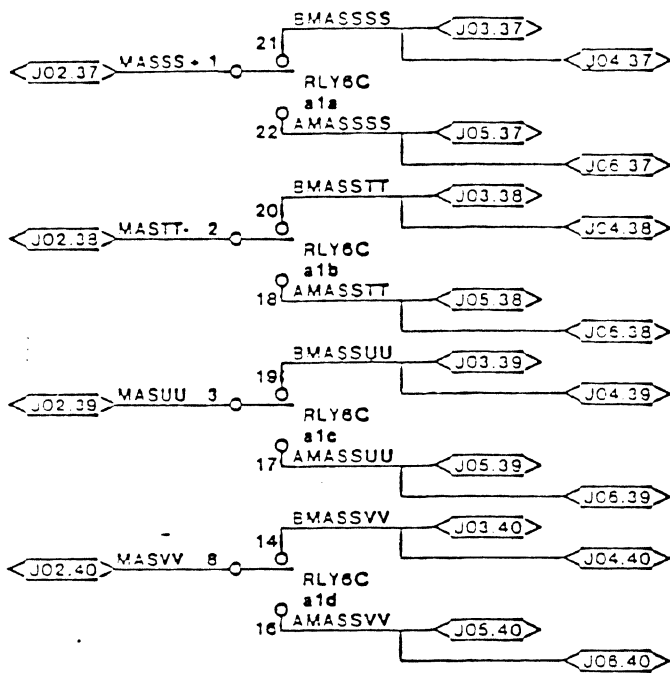 BMASSSS
21
J03.37
J02.37 MASSS + 1
J04.37
RLY6C
a1a
22 AMASSSS
J05.37
J06.37
BMASSTT
20
J03.38
J02.38 MASTT- 2
J04.38
RLY6C
a1b
18 AMASSTT
J05.38
J06.38
BMASSUU
19
J03.39
J02.39 MASUU 3
J04.39
RLY6C
a1c
17 AMASSUU
J05.39
J06.39
BMASSVV
14
J03.40
J02.40 MASVV 8
J04.40
RLY6C
a1d
16 AMASSVV
J05.40
J06.40